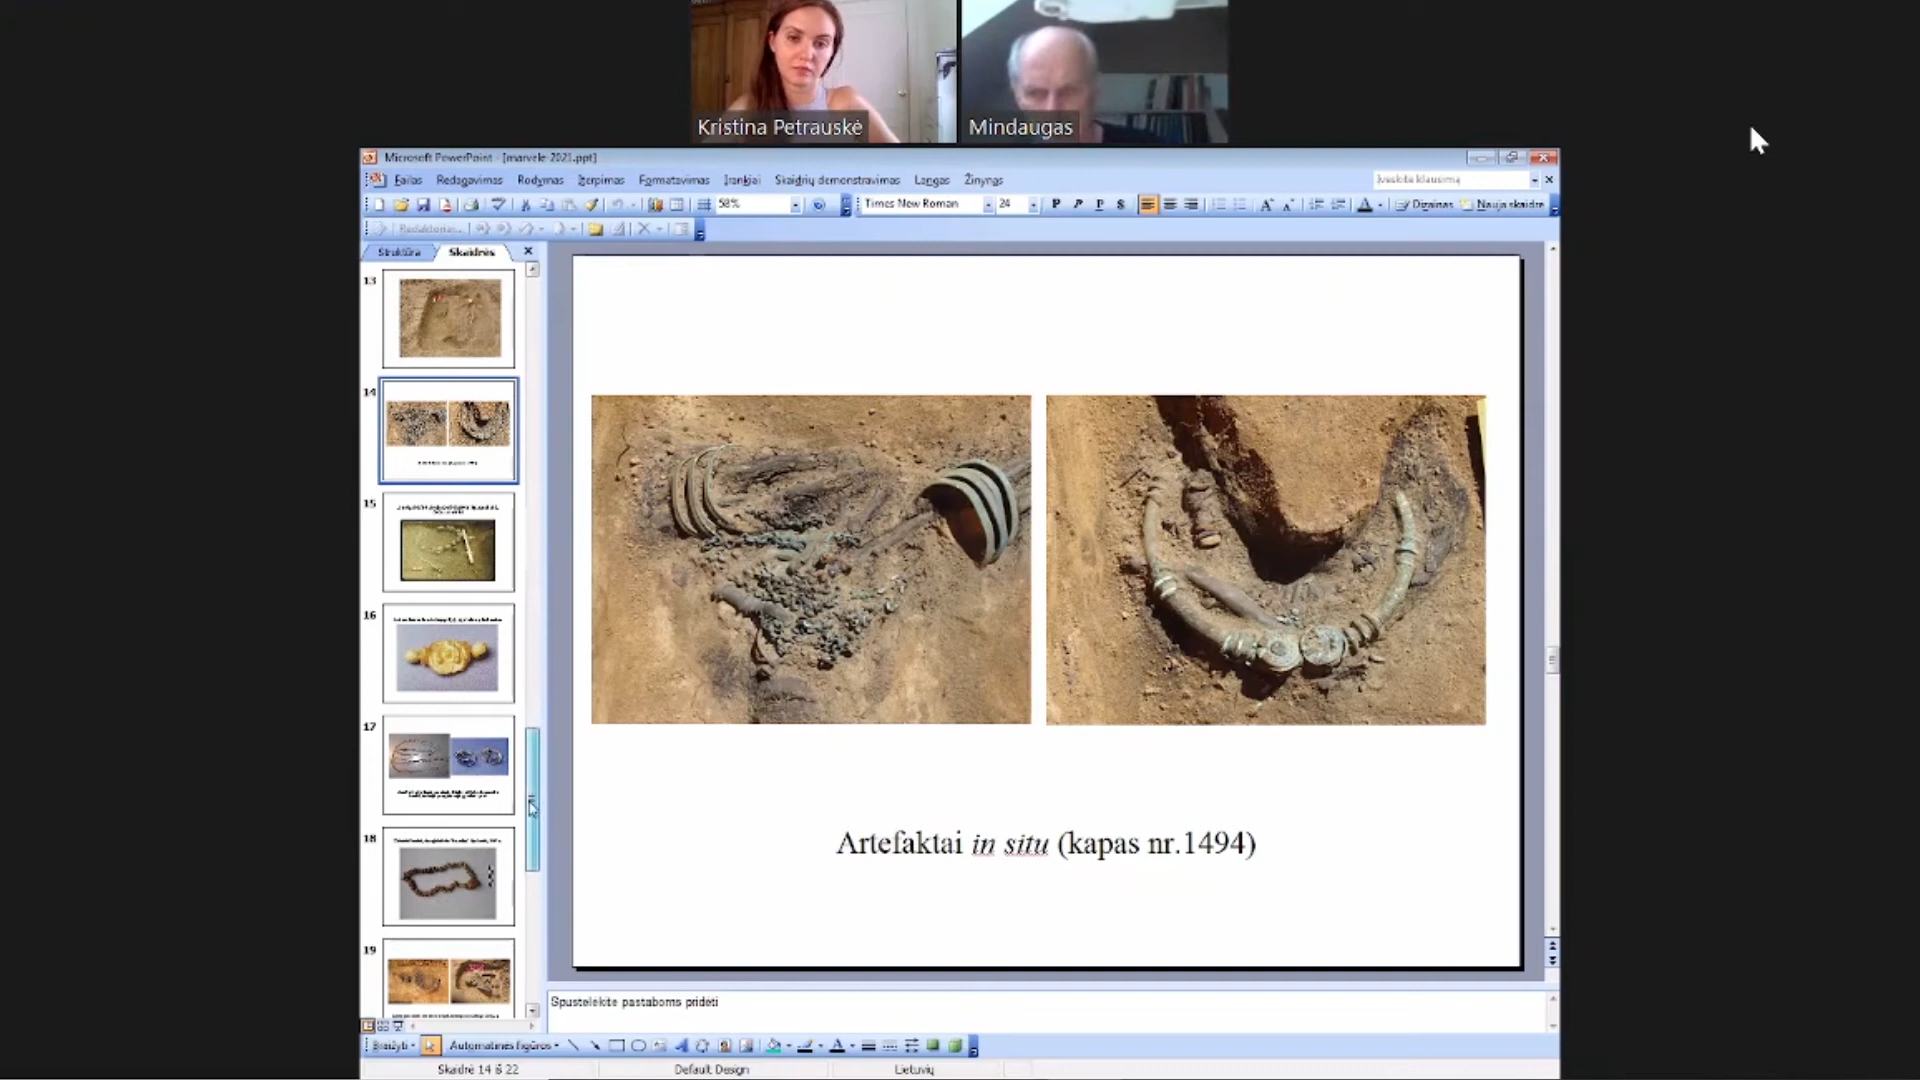 Kristina Petrauskė
Mindaugas
Microsoft PowerPoint - [marvele-2021.ppt]
Failas Redagavimas Rodymas Įterpimas Formatavimas Įrankiai Skaidrių demonstravimas Langas Žinynas
Įveskite klausimą
58%
Times New Roman
24
Dizainas
Nauja skaidrė
Redaktoriai...
Struktūra
Skaidrės
13
14
15
16
17
18
19
Artefaktai in situ (kapas nr.1494)
Spustelėkite pastaboms pridėti
Braižyti
Automatinės figūros
Skaidrė 14 iš 22
Default Design
Lietuvių